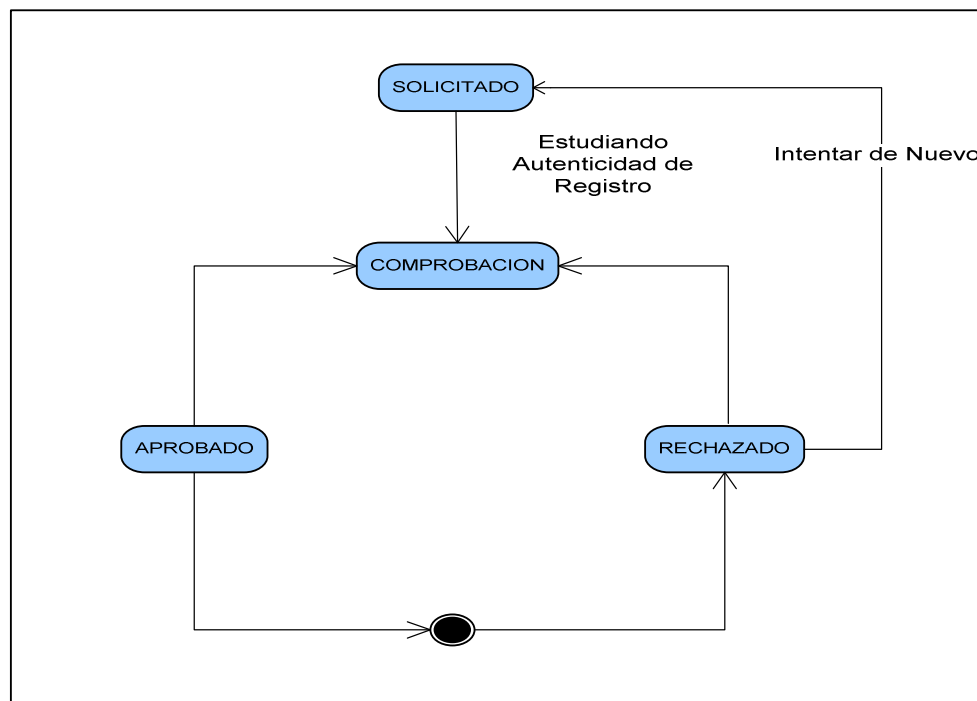 SOLICITADO
Estudiando
Autenticidad de
Registro
Intentar de Nuevo
COMPROBACION
APROBADO
RECHAZADO